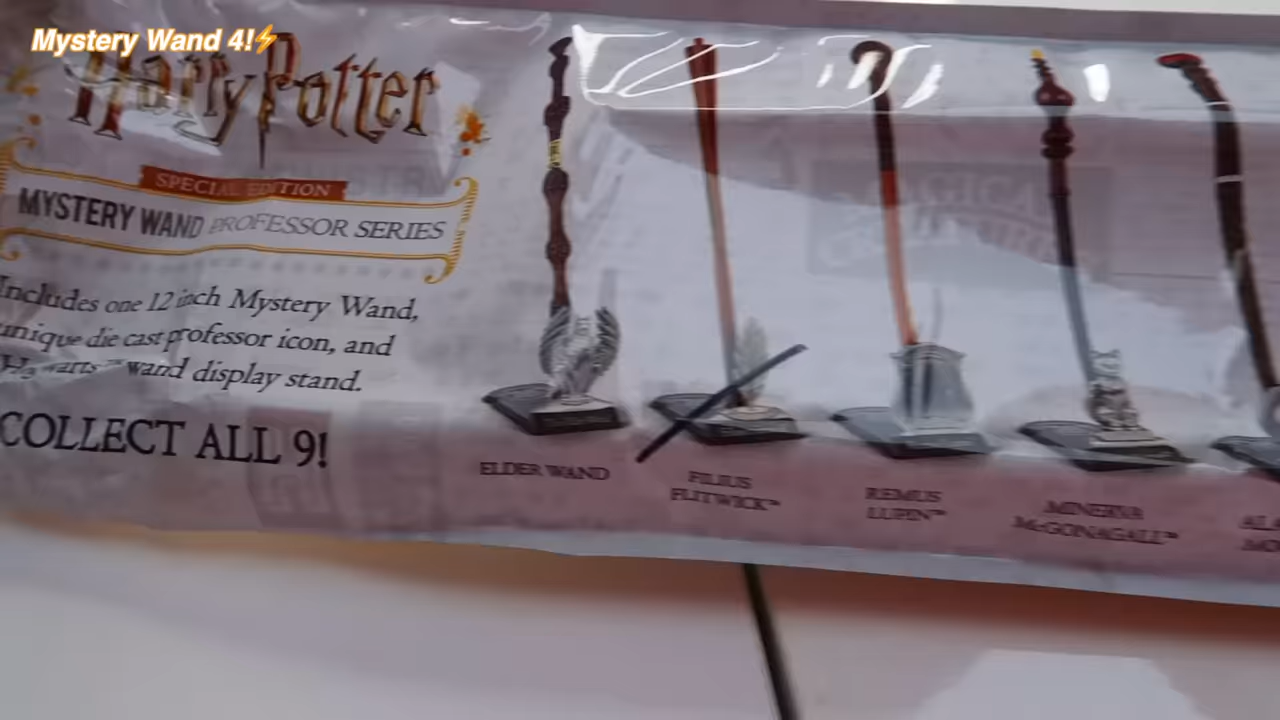 Mystery Wand 4!⚡
Harry Potter
SPECIAL EDITION
MYSTERY WAND PROFESSOR SERIES
Includes one 12 inch Mystery Wand,
unique die cast professor icon, and
Hogwarts™ wand display stand.
COLLECT ALL 9!
ELDER WAND
FILIUS
FLITWICK™
REMUS
LUPIN™
MINERVA
McGONAGALL™